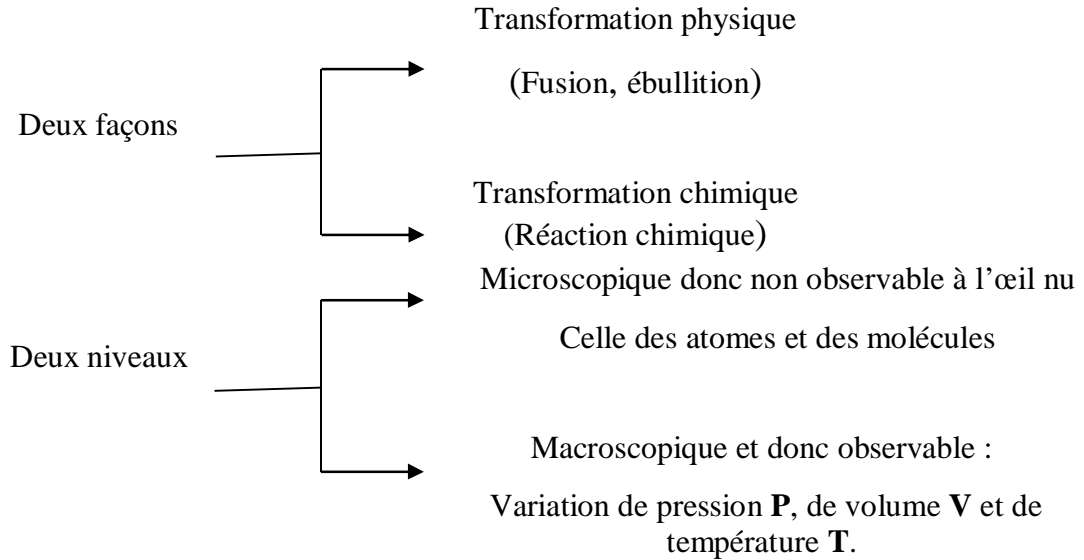 Transformation physique
(Fusion, ébullition)
Deux façons
Transformation chimique
(Réaction chimique)
Microscopique donc non observable à l’œil nu
Celle des atomes et des molécules
Deux niveaux
Macroscopique et donc observable :
Variation de pression P, de volume V et de
température T.